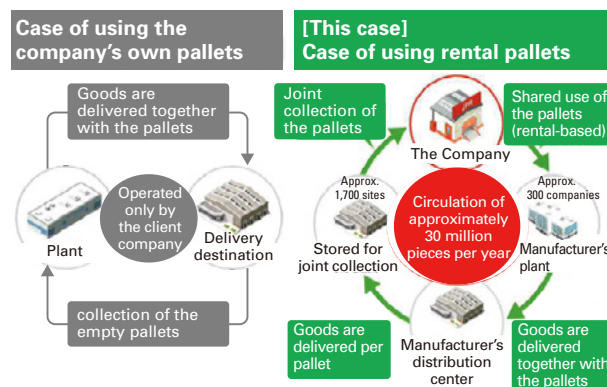 Case of using the
company's own pallets
Goods are
delivered together
with the pallets
Plant
Operated
only by
the client
company
Delivery
destination
collection of the
empty pallets
[This case]
Case of using rental pallets
Joint
collection of
the pallets
The Company
Shared use of
the pallets
(rental-based)
Approx.
1,700 sites
Stored for
joint collection
Circulation of
approximately
30 million
pieces per year
Approx.
300 companies
Manufacturer's
plant
Goods are
delivered per
pallet
Manufacturer's
distribution
center
Goods are
delivered
together with
the pallets